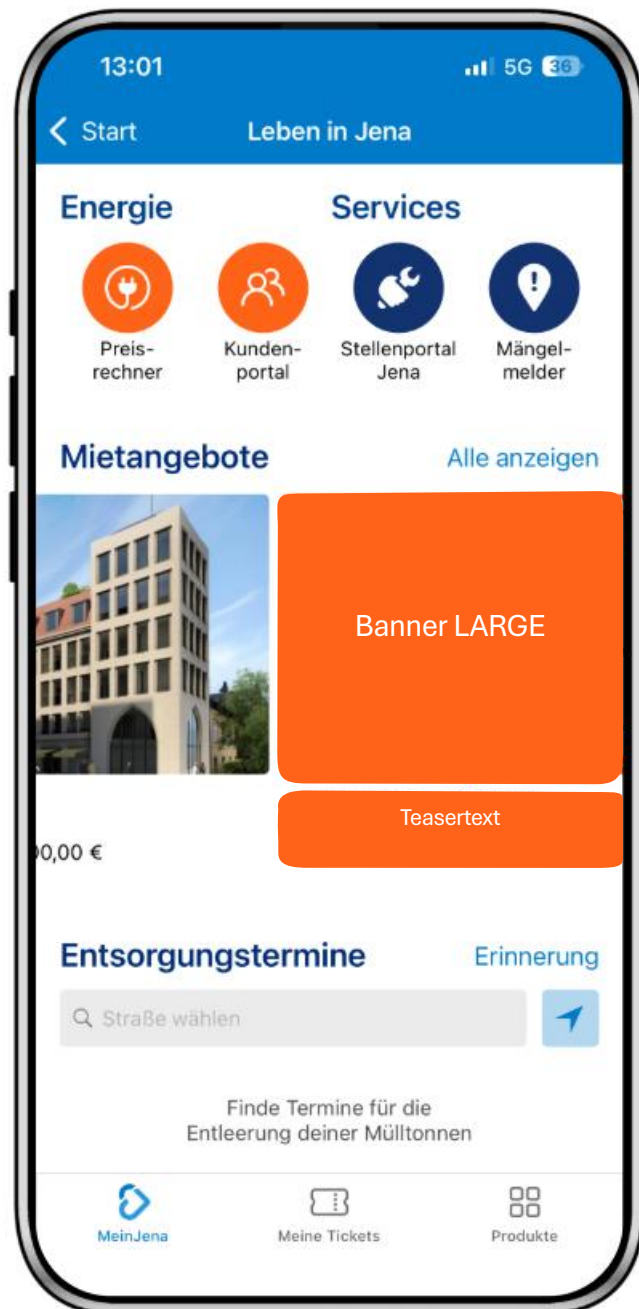 13:01
5G 36
Start
Leben in Jena
Energie
Services
Preis-
rechner
Kunden-
portal
Stellenportal
Jena
Mängel-
melder
Mietangebote
Alle anzeigen
Banner LARGE
Teasertext
00,00 €
Entsorgungstermine
Erinnerung
Straße wählen
Finde Termine für die
Entleerung deiner Mülltonnen
MeinJena
Meine Tickets
Produkte